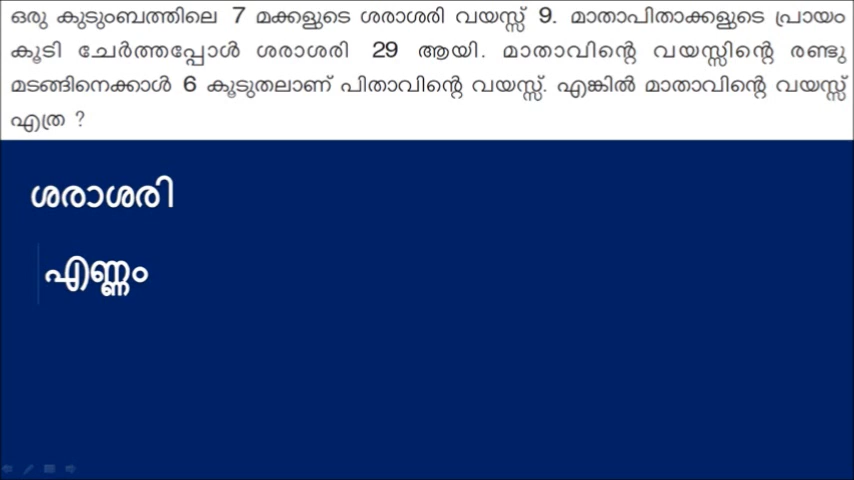 ഒരു കുടുംബത്തിലെ 7 മക്കളുടെ ശരാശരി വയസ്സ് 9. മാതാപിതാക്കളുടെ പ്രായം
കൂടി ചേർത്തപ്പോൾ ശരാശരി 29 ആയി. മാതാവിന്റെ വയസ്സിന്റെ രണ്ടു
മടങ്ങിനെക്കാൾ 6 കൂടുതലാണ് പിതാവിന്റെ വയസ്സ്. എങ്കിൽ മാതാവിന്റെ വയസ്സ്
എത്ര ?
ശരാശരി
എണ്ണം